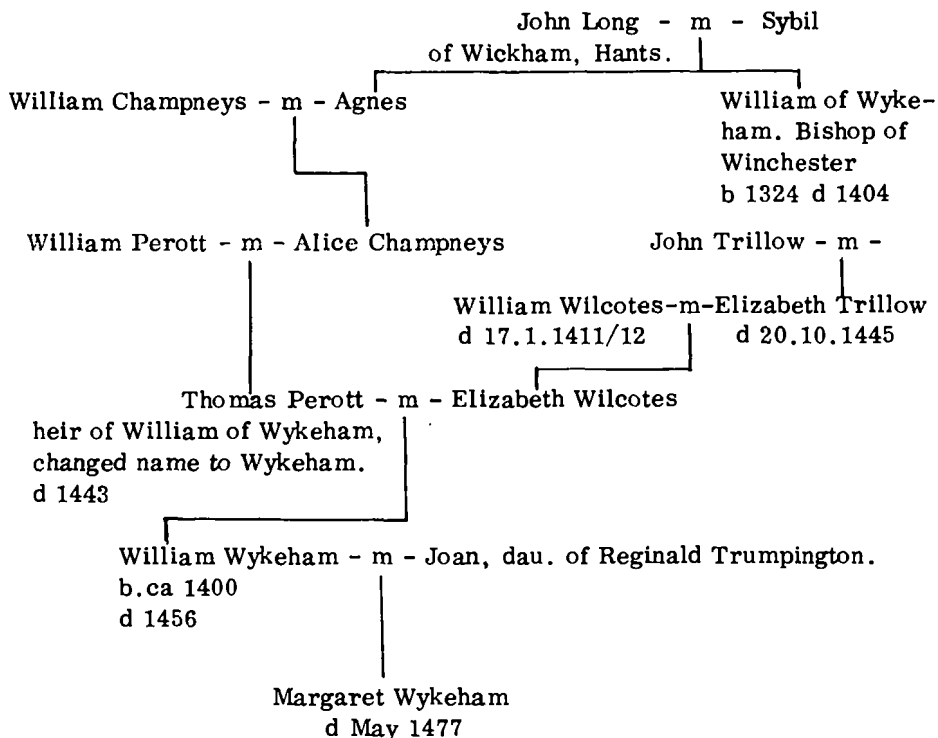 John Long - m - Sybil
of Wickham, Hants.
William Champneys - m - Agnes
William of Wyke-
ham. Bishop of
Winchester
b 1324 d 1404
William Perott - m - Alice Champneys
John Trillow - m -
William Wilcotes-m-Elizabeth Trillow
d 17.1.1411/12 d 20.10.1445
Thomas Perott - m - Elizabeth Wilcotes
heir of William of Wykeham,
changed name to Wykeham.
d 1443
William Wykeham - m - Joan, dau. of Reginald Trumpington.
b.ca 1400
d 1456
Margaret Wykeham
d May 1477